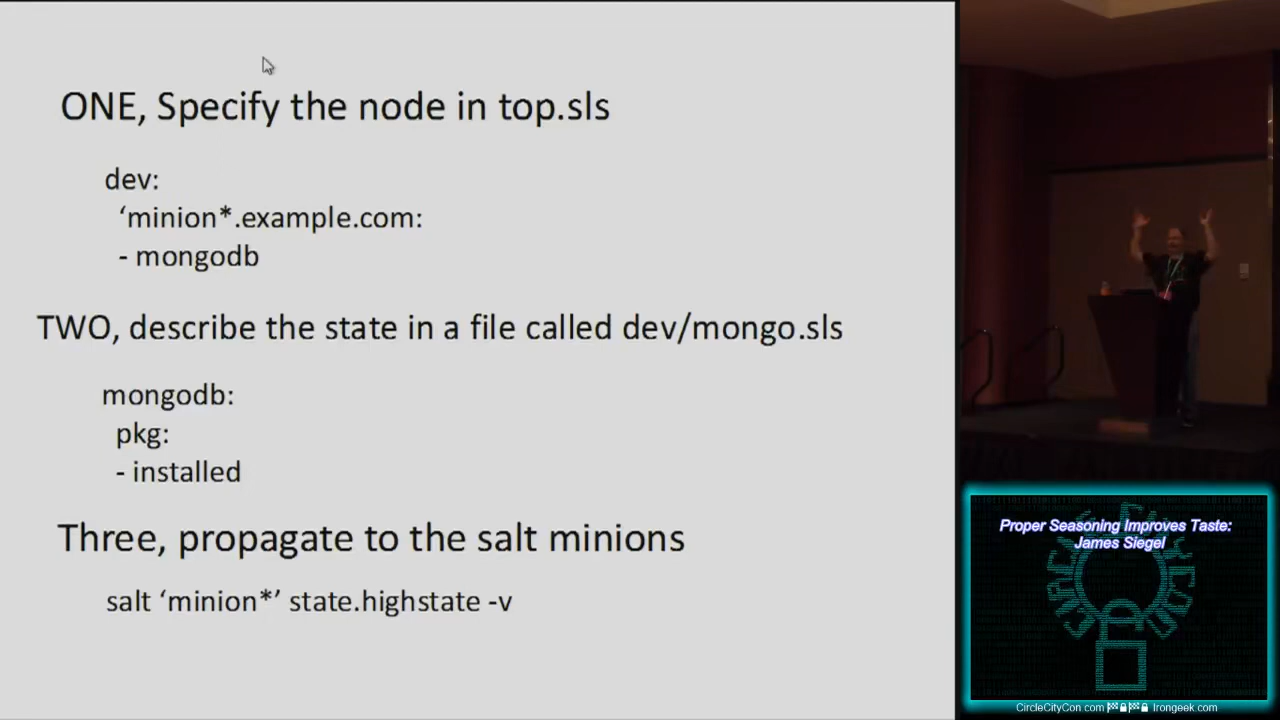 ONE, Specify the node in top.sls
dev:
‘minion*.example.com:
- mongodb
TWO, describe the state in a file called dev/mongo.sls
mongodb:
pkg:
- installed
Three, propagate to the salt minions
salt ‘minion*’ state.highstate -v
Proper Seasoning Improves Taste:
James Siegel
CircleCityCon.com Irongeek.com